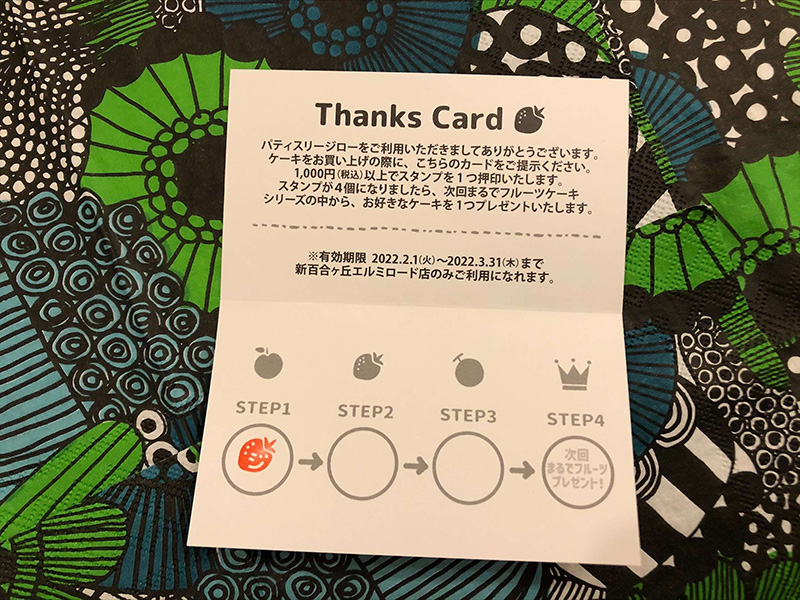 Thanks Card
パティスリージローをご利用いただきましてありがとうございます。
ケーキをお買い上げの際に、こちらのカードをご提示ください。
1,000円(税込)以上でスタンプを1つ押印いたします。
スタンプが4個になりましたら、次回まるでフルーツケーキ
シリーズの中から、お好きなケーキを1つプレゼントいたします。
※有効期限 2022.2.1(火)〜2022.3.31(木)まで
新百合ヶ丘エルミロード店のみご利用になれます。
STEP1 STEP2 STEP3 STEP4
次回
まるでフルーツ
プレゼント!